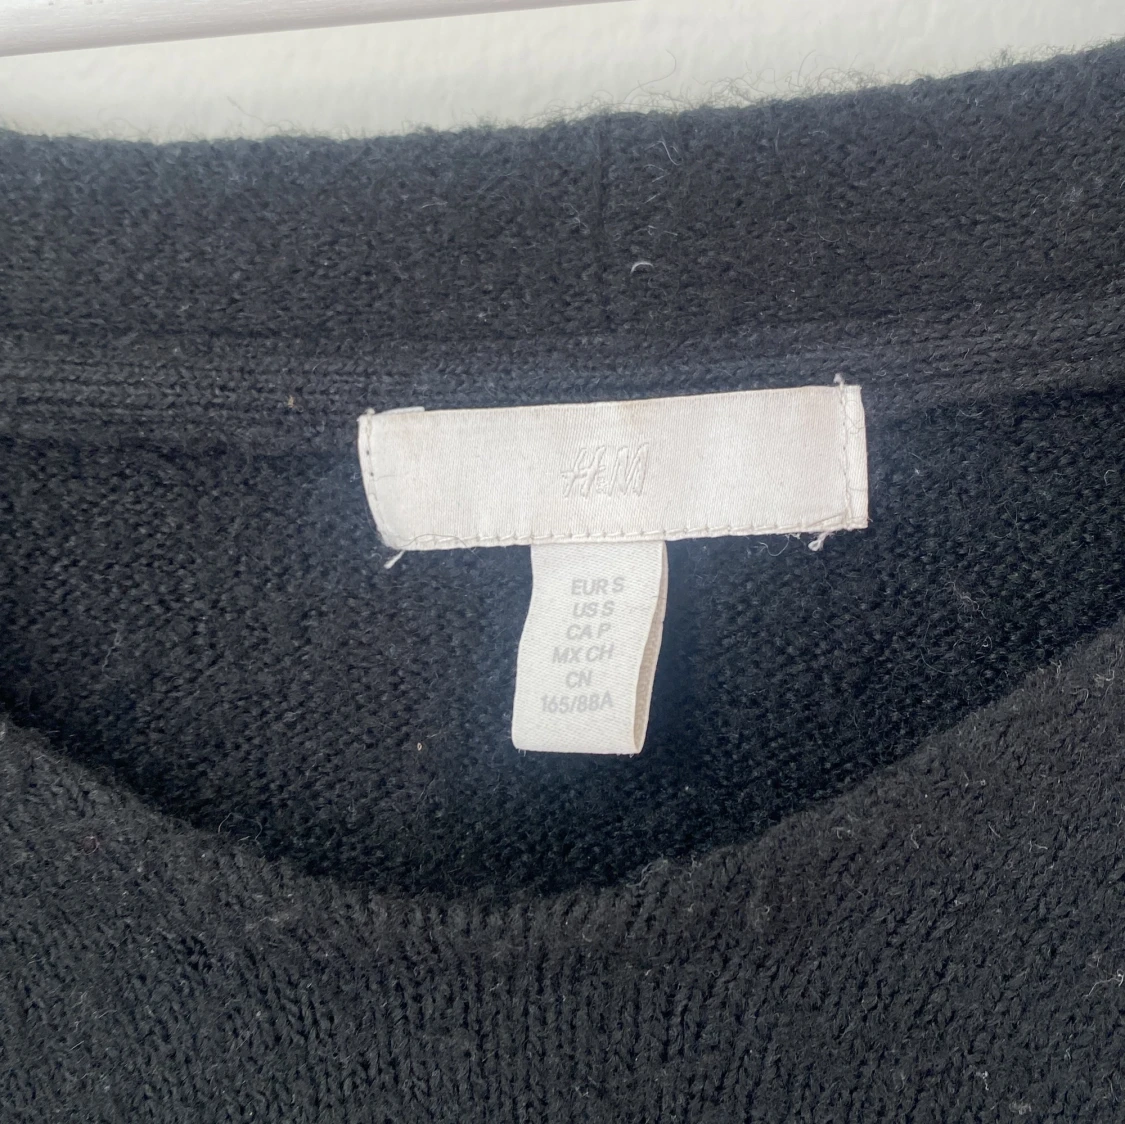 H&M
EUR S
US S
CA P
MX CH
CN
165/88A